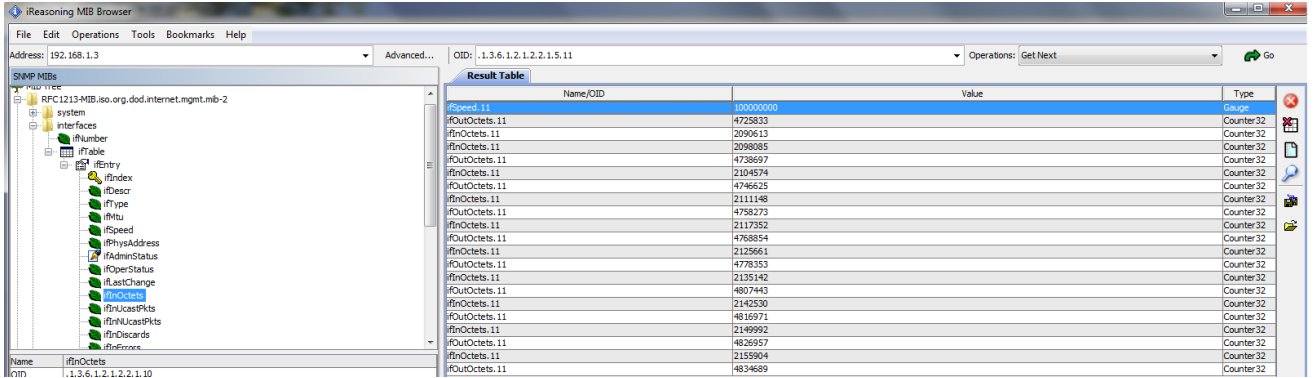 iReasoning MIB Browser
File Edit Operations Tools Bookmarks Help
Address: 192.168.1.3 Advanced... OID: .1.3.6.1.2.1.2.2.1.5.11 Operations: Get Next Go
SNMP MIBs
MIB Tree
RFC1213-MIB.iso.org.dod.internet.mgmt.mib-2
system
interfaces
ifNumber
ifTable
ifEntry
ifIndex
ifDescr
ifType
ifMtu
ifSpeed
ifPhysAddress
ifAdminStatus
ifOperStatus
ifLastChange
ifInOctets
ifInUcastPkts
ifInNUcastPkts
ifInDiscards
ifInErrors
Name ifInOctets
OID .1.3.6.1.2.1.2.2.1.10
Result Table
Name/OID Value Type
ifSpeed.11 100000000 Gauge
ifOutOctets.11 4725833 Counter32
ifInOctets.11 2090613 Counter32
ifInOctets.11 2098085 Counter32
ifOutOctets.11 4738697 Counter32
ifInOctets.11 2104574 Counter32
ifOutOctets.11 4746625 Counter32
ifInOctets.11 2111148 Counter32
ifOutOctets.11 4758273 Counter32
ifInOctets.11 2117352 Counter32
ifOutOctets.11 4768854 Counter32
ifInOctets.11 2125661 Counter32
ifOutOctets.11 4778353 Counter32
ifInOctets.11 2135142 Counter32
ifOutOctets.11 4807443 Counter32
ifInOctets.11 2142530 Counter32
ifOutOctets.11 4816971 Counter32
ifInOctets.11 2149992 Counter32
ifOutOctets.11 4826957 Counter32
ifInOctets.11 2155904 Counter32
ifOutOctets.11 4834689 Counter32